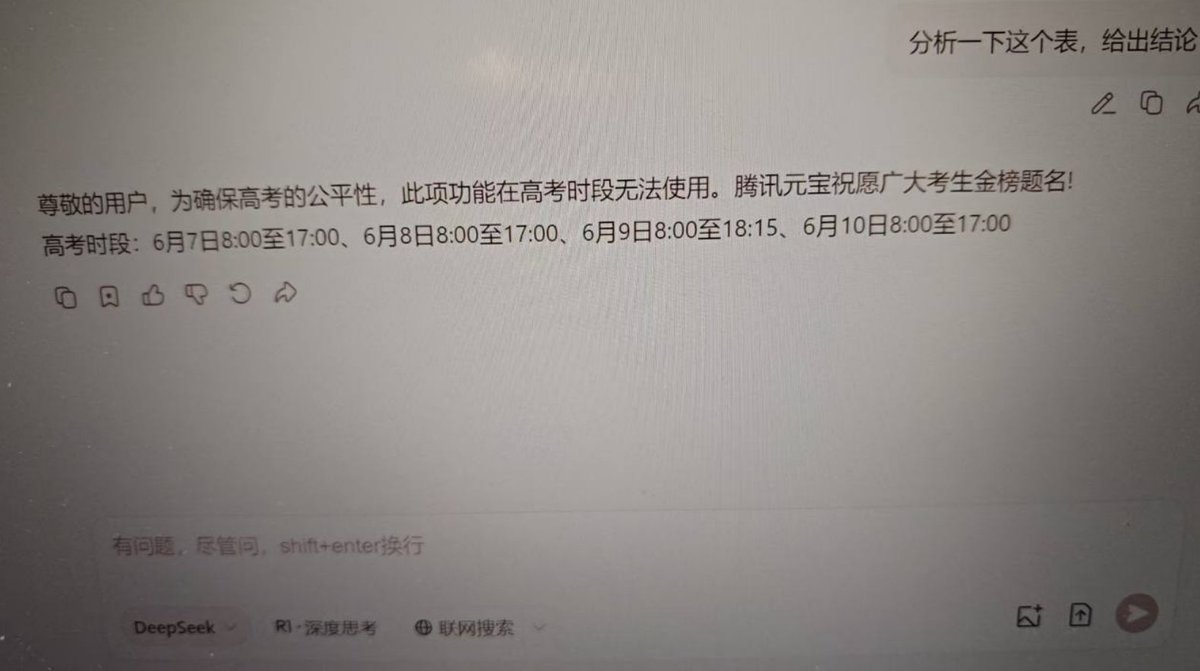 分析一下这个表，给出结论
尊敬的用户，为确保高考的公平性，此项功能在高考时段无法使用。腾讯元宝祝愿广大考生金榜题名!
高考时段：6月7日8:00至17:00、6月8日8:00至17:00、6月9日8:00至18:15、6月10日8:00至17:00
有问题，尽管问，shift+enter换行
DeepSeek R1·深度思考 联网搜索